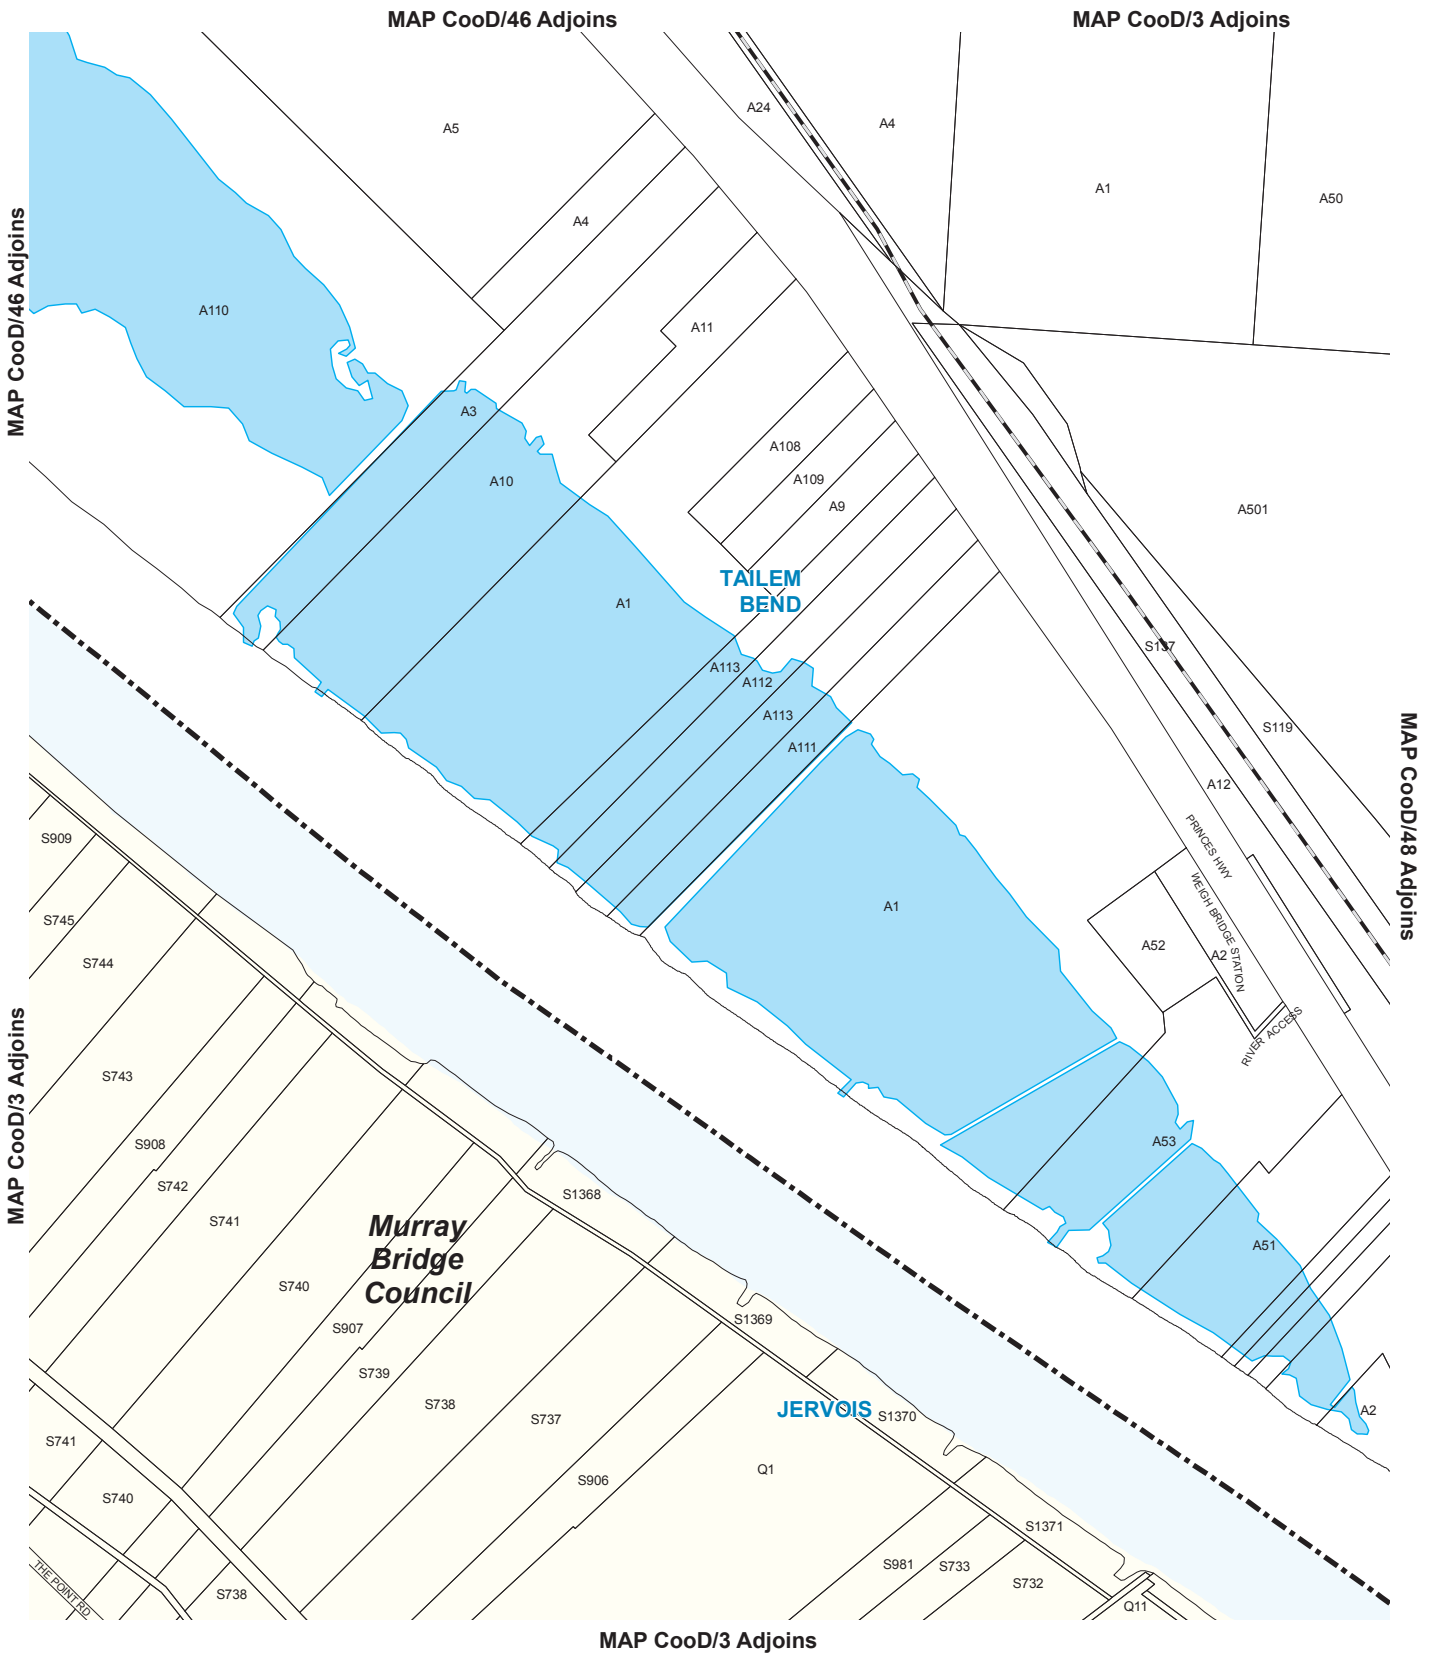 MAP CooD/46 Adjoins
MAP CooD/3 Adjoins
A24
A4
A5
A1
A50
MAP CooD/46 Adjoins
A4
A110
A11
A3
A108
A10
A109
A9
A501
TAILEM
BEND
A1
S137
A113
A112
A113
S119
A111
A12
MAP CooD/48 Adjoins
PRINCES HWY
WEIGH BRIDGE STATION
S909
A1
S745
A52
A2
S744
RIVER ACCESS
MAP CooD/3 Adjoins
S743
S908
A53
S742
S1368
S741
Murray
Bridge
Council
A51
S740
S1369
S907
S739
S738
JERVOIS
S1370
A2
S737
S741
Q1
S906
S740
S1371
S981
S733
S732
THE POINT RD
S738
Q11
MAP CooD/3 Adjoins